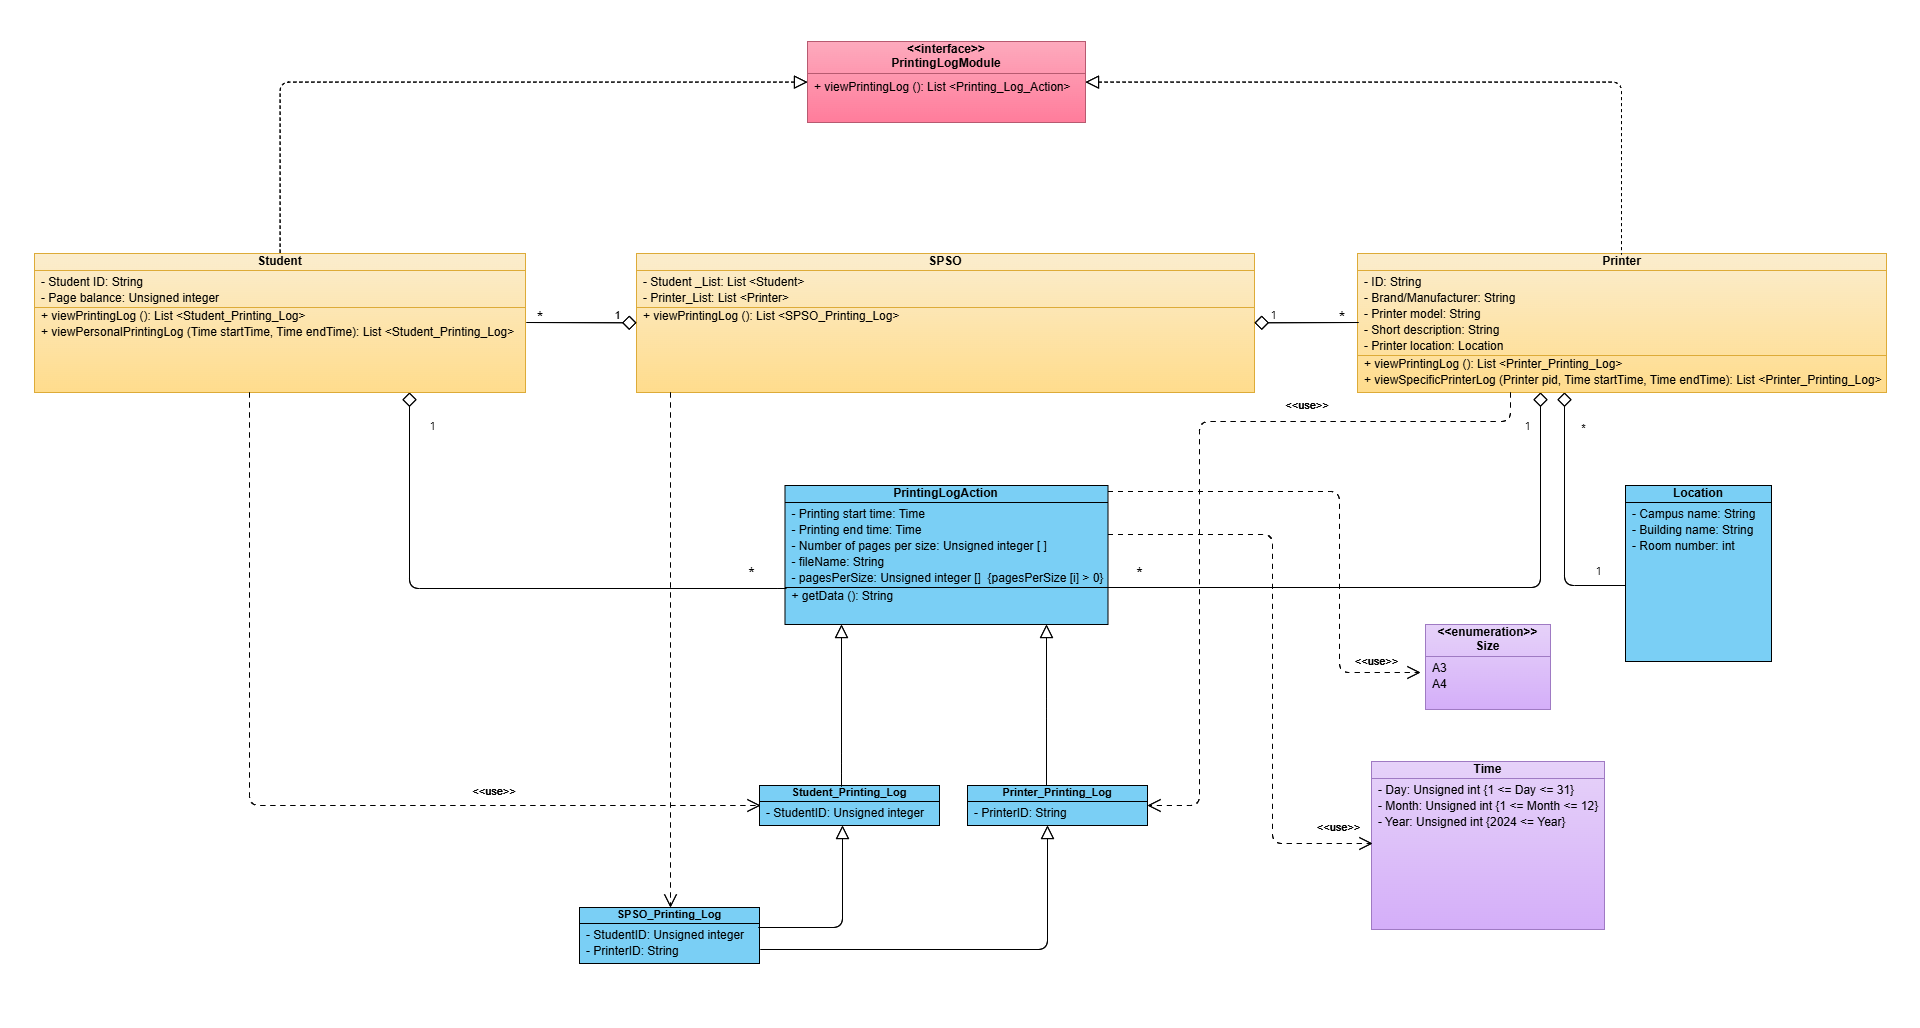 <<interface>>
PrintingLogModule
+ viewPrintingLog (): List <Printing_Log_Action>
Student
- Student ID: String
- Page balance: Unsigned integer
+ viewPrintingLog (): List <Student_Printing_Log>
+ viewPersonalPrintingLog (Time startTime, Time endTime): List <Student_Printing_Log>
*
1
SPSO
- Student _List: List <Student>
- Printer_List: List <Printer>
+ viewPrintingLog (): List <SPSO_Printing_Log>
1
*
Printer
- ID: String
- Brand/Manufacturer: String
- Printer model: String
- Short description: String
- Printer location: Location
+ viewPrintingLog (): List <Printer_Printing_Log>
+ viewSpecificPrinterLog (Printer pid, Time startTime, Time endTime): List <Printer_Printing_Log>
<<use>>
1
1
*
PrintingLogAction
- Printing start time: Time
- Printing end time: Time
- Number of pages per size: Unsigned integer [ ]
- fileName: String
- pagesPerSize: Unsigned integer []  {pagesPerSize [i] > 0}
+ getData (): String
*
*
1
Location
- Campus name: String
- Building name: String
- Room number: int
<<enumeration>>
Size
A3
A4
<<use>>
Time
- Day: Unsigned int {1 <= Day <= 31}
- Month: Unsigned int {1 <= Month <= 12}
- Year: Unsigned int {2024 <= Year}
<<use>>
<<use>>
Student_Printing_Log
- StudentID: Unsigned integer
Printer_Printing_Log
- PrinterID: String
SPSO_Printing_Log
- StudentID: Unsigned integer
- PrinterID: String